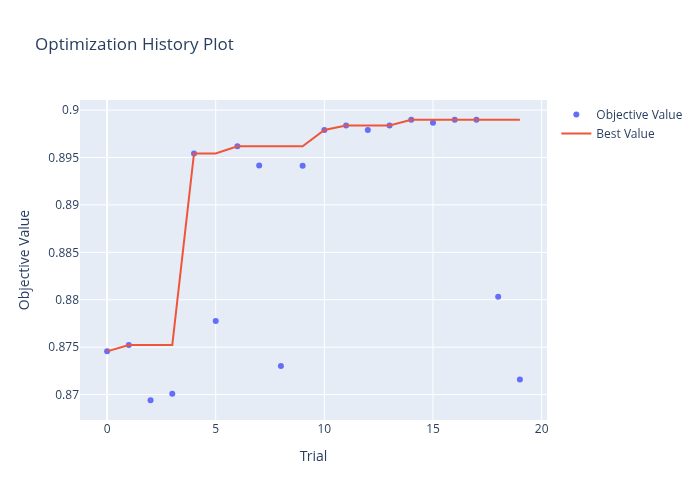 Optimization History Plot
0.9
0.895
0.89
0.885
0.88
0.875
0.87
Objective Value
0
5
10
15
20
Trial
Objective Value
Best Value